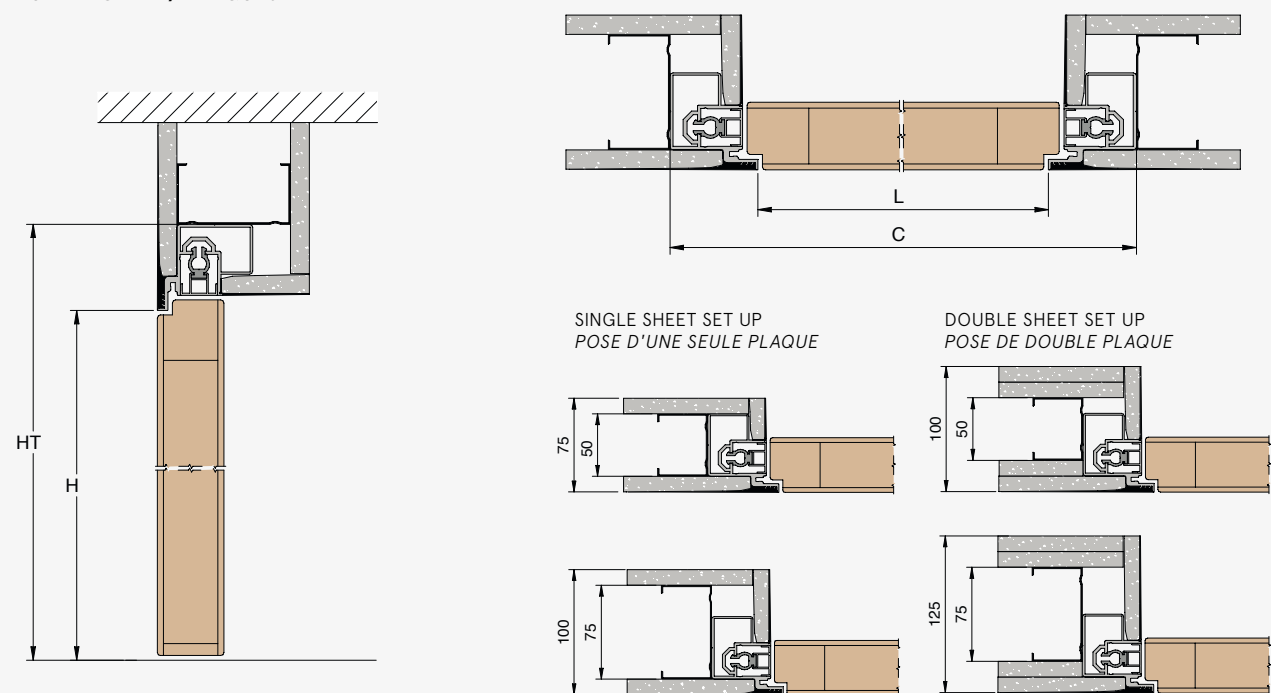 L
C
SINGLE SHEET SET UP
POSE D'UNE SEULE PLAQUE
DOUBLE SHEET SET UP
POSE DE DOUBLE PLAQUE
HT
H
75
50
100
50
100
75
125
75